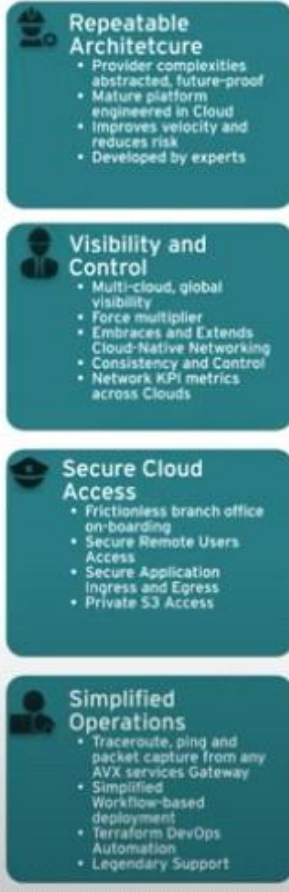 Repeatable
Architetcure
• Provider complexities
abstracted, future-proof
• Mature platform
engineered in Cloud
• Improves velocity and
reduces risk
• Developed by experts
Visibility and
Control
• Multi-cloud, global
visibility
• Force multiplier
• Embraces and Extends
Cloud-Native Networking
• Consistency and Control
• Network KPI metrics
across Clouds
Secure Cloud
Access
• Frictionless branch office
on-boarding
• Secure Remote Users
Access
• Secure Application
Ingress and Egress
• Private S3 Access
Simplified
Operations
• Traceroute, ping and
packet capture from any
AVX services Gateway
• Simplified
Workflow-based
deployment
• Terraform DevOps
Automation
• Legendary Support